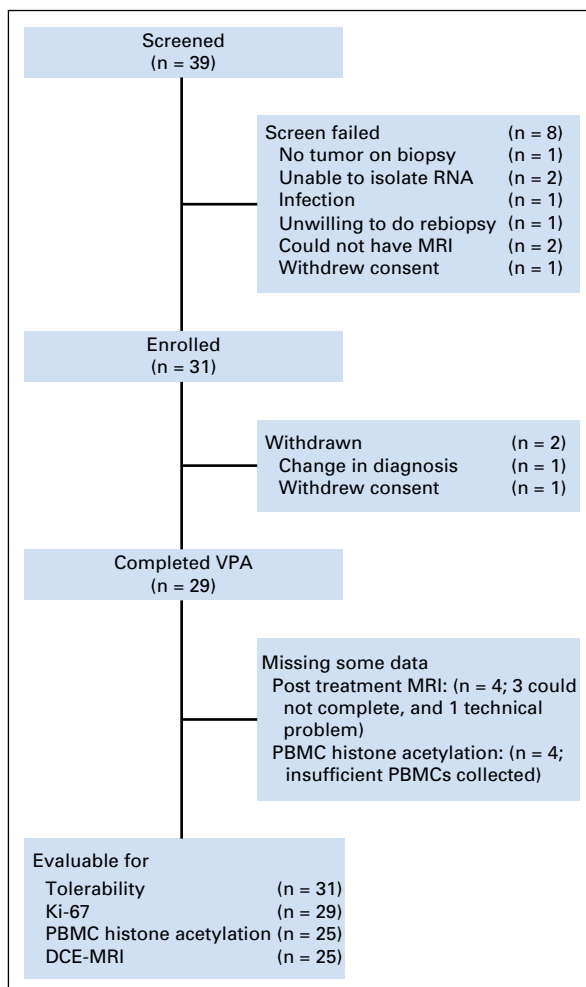 Screened
(n = 39)
Screen failed (n = 8)
No tumor on biopsy (n = 1)
Unable to isolate RNA (n = 2)
Infection (n = 1)
Unwilling to do rebiopsy (n = 1)
Could not have MRI (n = 2)
Withdrew consent (n = 1)
Enrolled
(n = 31)
Withdrawn (n = 2)
Change in diagnosis (n = 1)
Withdrew consent (n = 1)
Completed VPA
(n = 29)
Missing some data
Post treatment MRI: (n = 4; 3 could
not complete, and 1 technical
problem)
PBMC histone acetylation: (n = 4;
insufficient PBMCs collected)
Evaluable for
Tolerability (n = 31)
Ki-67 (n = 29)
PBMC histone acetylation (n = 25)
DCE-MRI (n = 25)